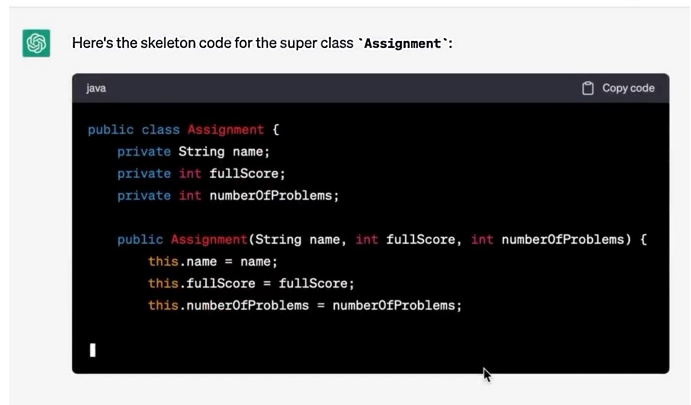 Here's the skeleton code for the super class `Assignment`:
java Copy code
public class Assignment {
    private String name;
    private int fullScore;
    private int numberOfProblems;
    public Assignment(String name, int fullScore, int numberOfProblems) {
        this.name = name;
        this.fullScore = fullScore;
        this.numberOfProblems = numberOfProblems;